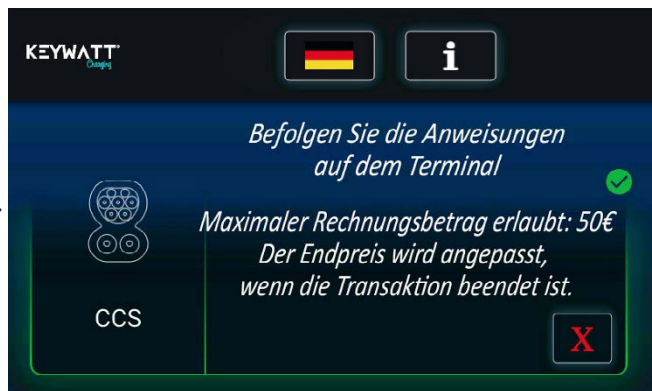 KEYWATT
Charging
i
Befolgen Sie die Anweisungen
auf dem Terminal
Maximaler Rechnungsbetrag erlaubt: 50€
Der Endpreis wird angepasst,
wenn die Transaktion beendet ist.
CCS
X